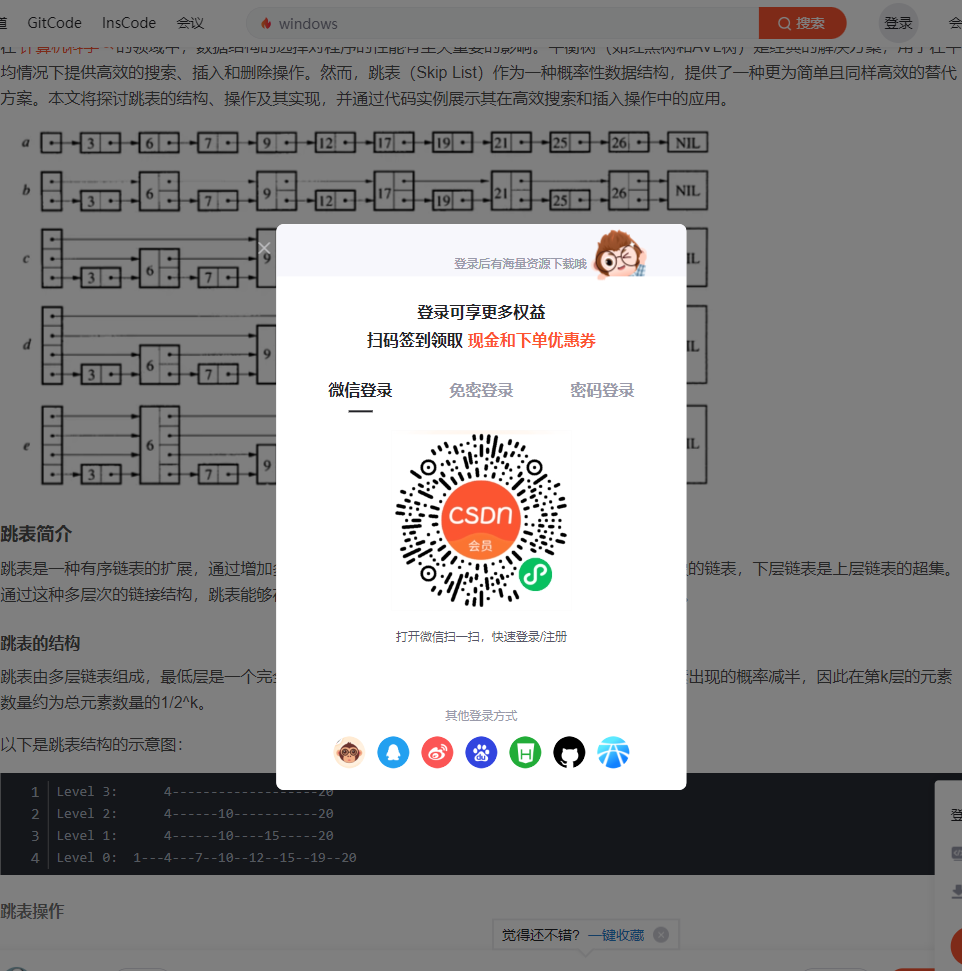 GitCode InsCode 会议 windows 搜索 登录 会
在计算机科学的领域中，数据结构的选择对程序的性能有至关重要的影响。平衡树（如红黑树和AVL树）是经典的解决方案，用于在平
均情况下提供高效的搜索、插入和删除操作。然而，跳表（Skip List）作为一种概率性数据结构，提供了一种更为简单且同样高效的替代
方案。本文将探讨跳表的结构、操作及其实现，并通过代码实例展示其在高效搜索和插入操作中的应用。
a 3 6 7 9 12 17 19 21 25 26 NIL
b 3 6 7 9 12 17 19 21 25 26 NIL
c 3 6 7 9 IL
d 3 6 7 9 IL
e 3 6 7 9 IL
登录后有海量资源下载哦
登录可享更多权益
扫码签到领取 现金和下单优惠券
微信登录 免密登录 密码登录
CSDN
会员
打开微信扫一扫，快速登录/注册
其他登录方式
du
H
跳表简介
跳表是一种有序链表的扩展，通过增加 的链表，下层链表是上层链表的超集。
通过这种多层次的链接结构，跳表能够
跳表的结构
跳表由多层链表组成，最低层是一个完 出现的概率减半，因此在第k层的元素
数量约为总元素数量的1/2^k。
以下是跳表结构的示意图：
1 Level 3: 4-------------------20
2 Level 2: 4------10-----------20
3 Level 1: 4------10----15-----20
4 Level 0: 1---4---7--10--12--15--19--20
跳表操作
觉得还不错？ 一键收藏
登